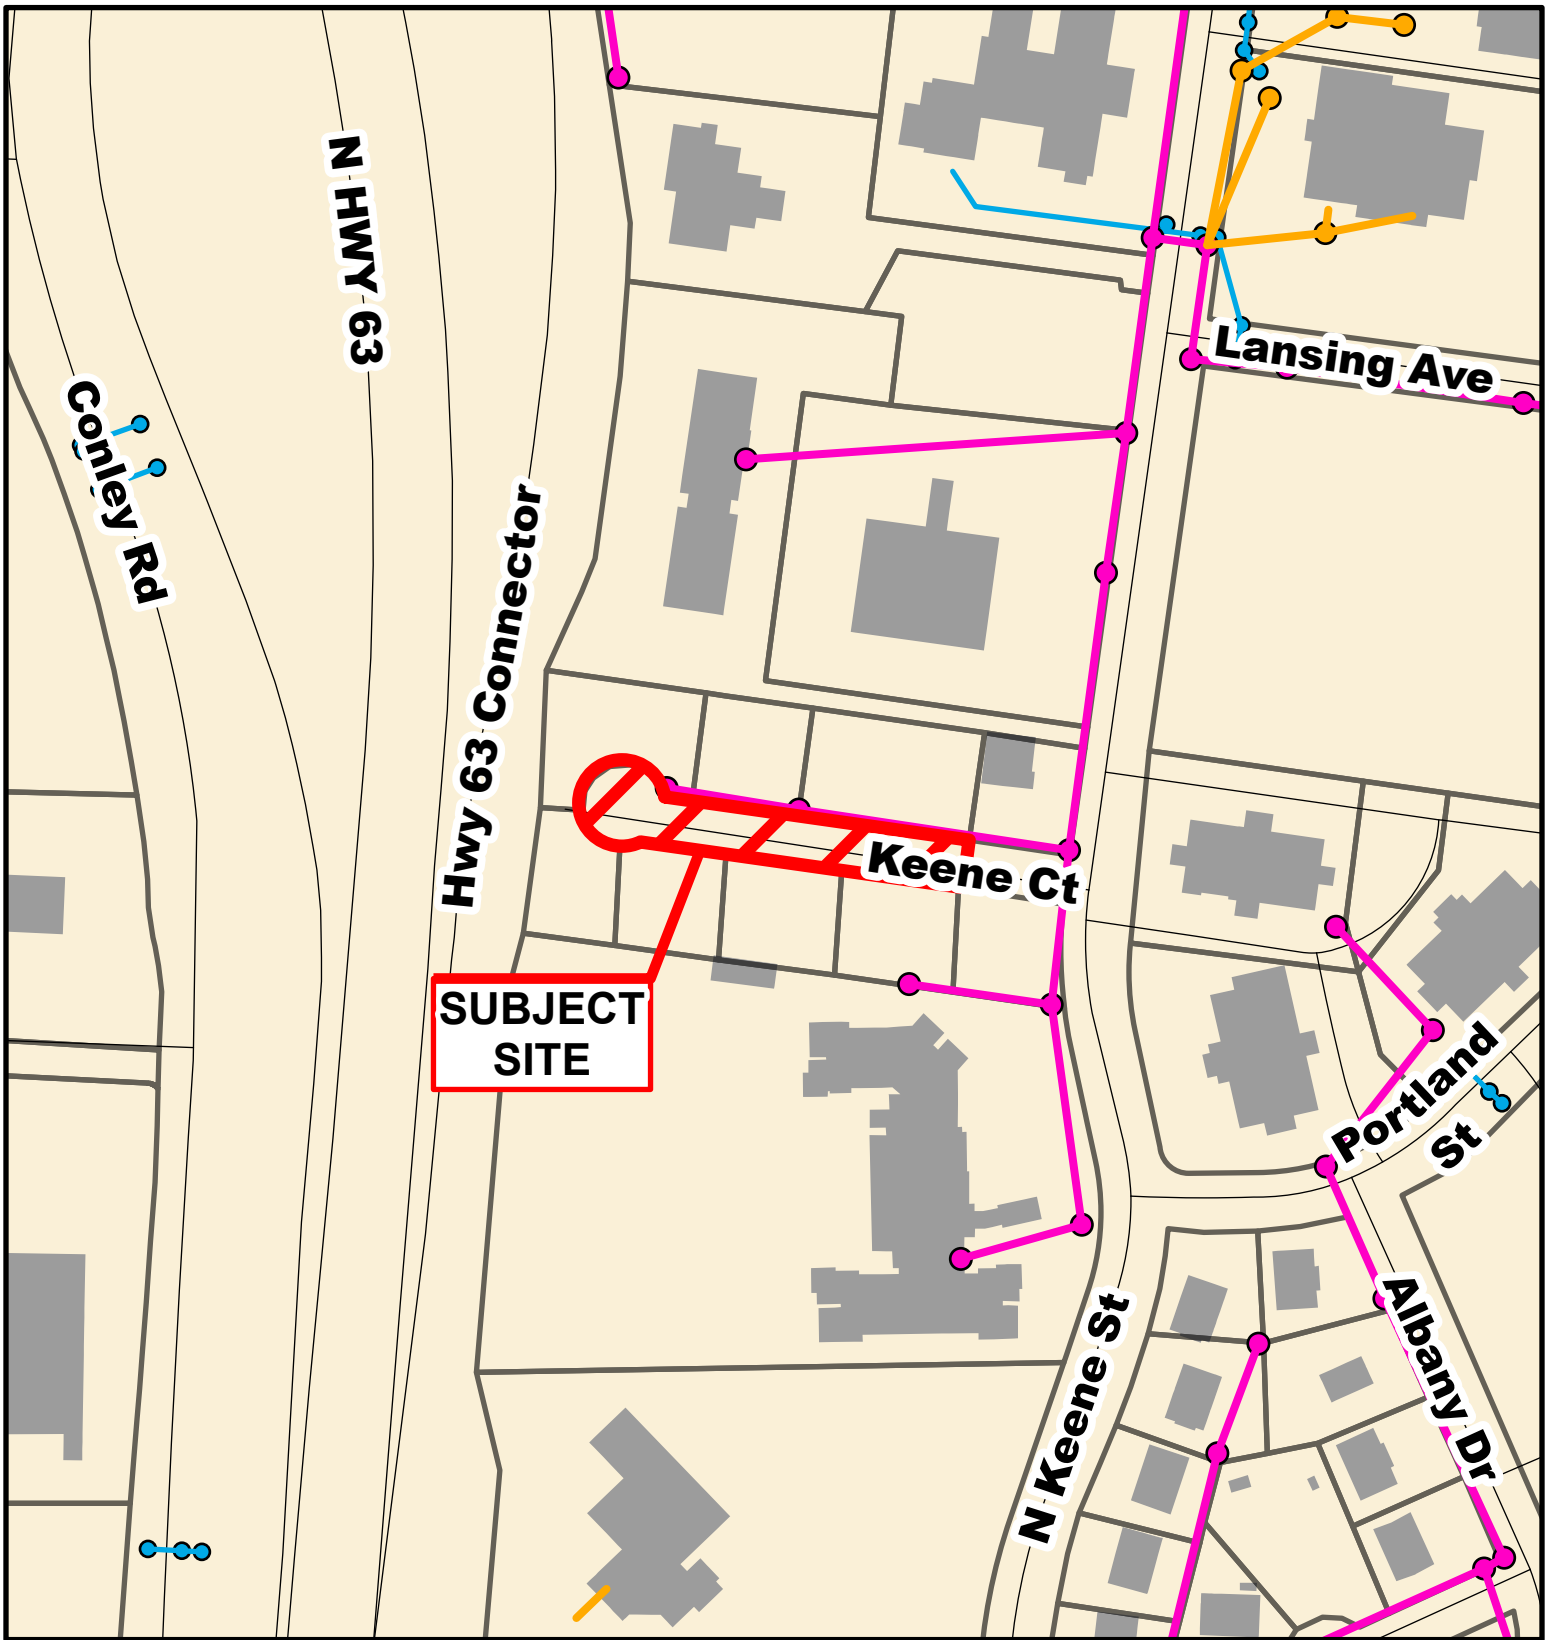 N HWY 63
Lansing Ave
Conley Rd
Hwy 63 Connector
Keene Ct
SUBJECT
SITE
Portland
St
Albany Dr
N Keene St